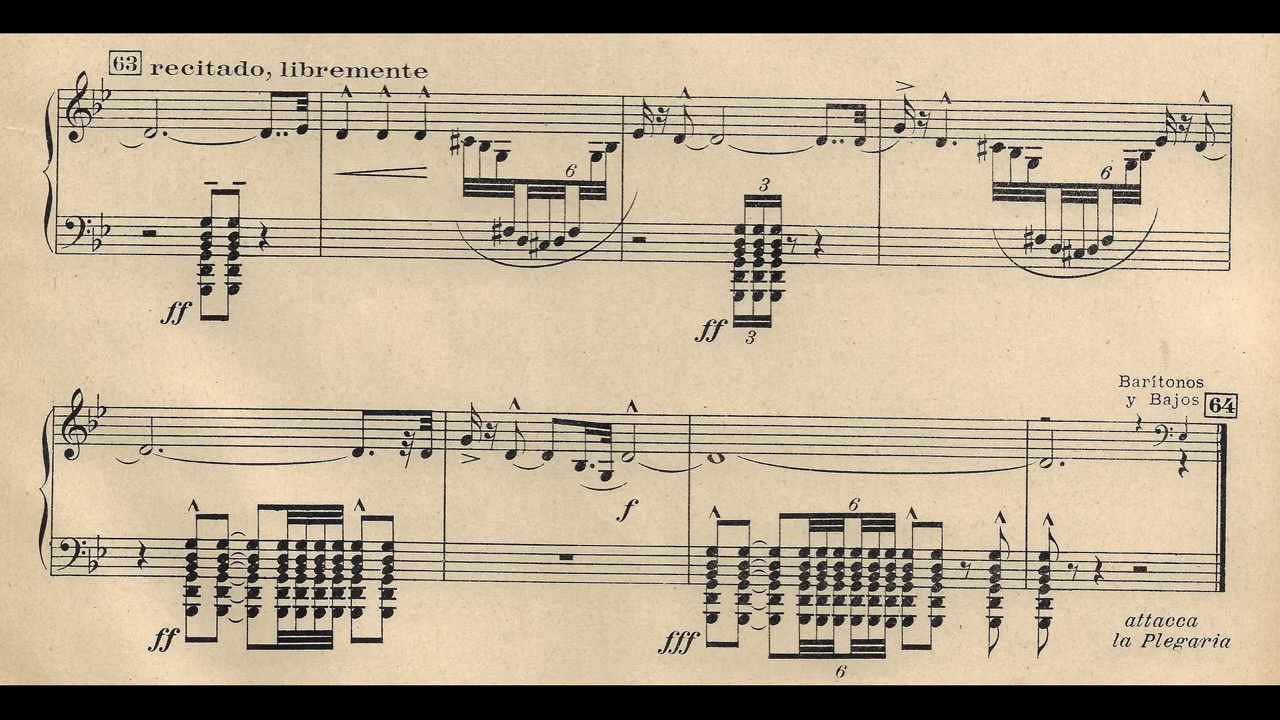 63 recitado, libremente
6
3
6
ff
ff
3
Barítonos
y Bajos 64
f
6
ff
fff
6
attacca
la Plegaria